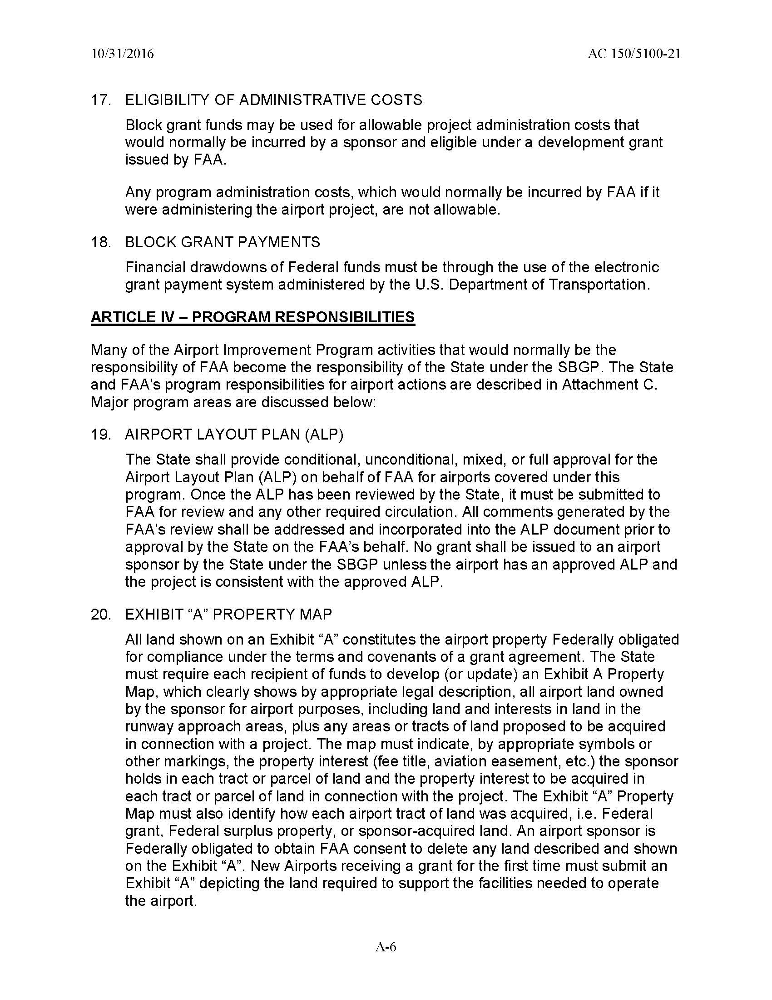 10/31/2016 AC 150/5100-21
17. ELIGIBILITY OF ADMINISTRATIVE COSTS
Block grant funds may be used for allowable project administration costs that
would normally be incurred by a sponsor and eligible under a development grant
issued by FAA.
Any program administration costs, which would normally be incurred by FAA if it
were administering the airport project, are not allowable.
18. BLOCK GRANT PAYMENTS
Financial drawdowns of Federal funds must be through the use of the electronic
grant payment system administered by the U.S. Department of Transportation.
ARTICLE IV – PROGRAM RESPONSIBILITIES
Many of the Airport Improvement Program activities that would normally be the
responsibility of FAA become the responsibility of the State under the SBGP. The State
and FAA’s program responsibilities for airport actions are described in Attachment C.
Major program areas are discussed below:
19. AIRPORT LAYOUT PLAN (ALP)
The State shall provide conditional, unconditional, mixed, or full approval for the
Airport Layout Plan (ALP) on behalf of FAA for airports covered under this
program. Once the ALP has been reviewed by the State, it must be submitted to
FAA for review and any other required circulation. All comments generated by the
FAA’s review shall be addressed and incorporated into the ALP document prior to
approval by the State on the FAA’s behalf. No grant shall be issued to an airport
sponsor by the State under the SBGP unless the airport has an approved ALP and
the project is consistent with the approved ALP.
20. EXHIBIT “A” PROPERTY MAP
All land shown on an Exhibit “A” constitutes the airport property Federally obligated
for compliance under the terms and covenants of a grant agreement. The State
must require each recipient of funds to develop (or update) an Exhibit A Property
Map, which clearly shows by appropriate legal description, all airport land owned
by the sponsor for airport purposes, including land and interests in land in the
runway approach areas, plus any areas or tracts of land proposed to be acquired
in connection with a project. The map must indicate, by appropriate symbols or
other markings, the property interest (fee title, aviation easement, etc.) the sponsor
holds in each tract or parcel of land and the property interest to be acquired in
each tract or parcel of land in connection with the project. The Exhibit “A” Property
Map must also identify how each airport tract of land was acquired, i.e. Federal
grant, Federal surplus property, or sponsor-acquired land. An airport sponsor is
Federally obligated to obtain FAA consent to delete any land described and shown
on the Exhibit “A”. New Airports receiving a grant for the first time must submit an
Exhibit “A” depicting the land required to support the facilities needed to operate
the airport.
A-6